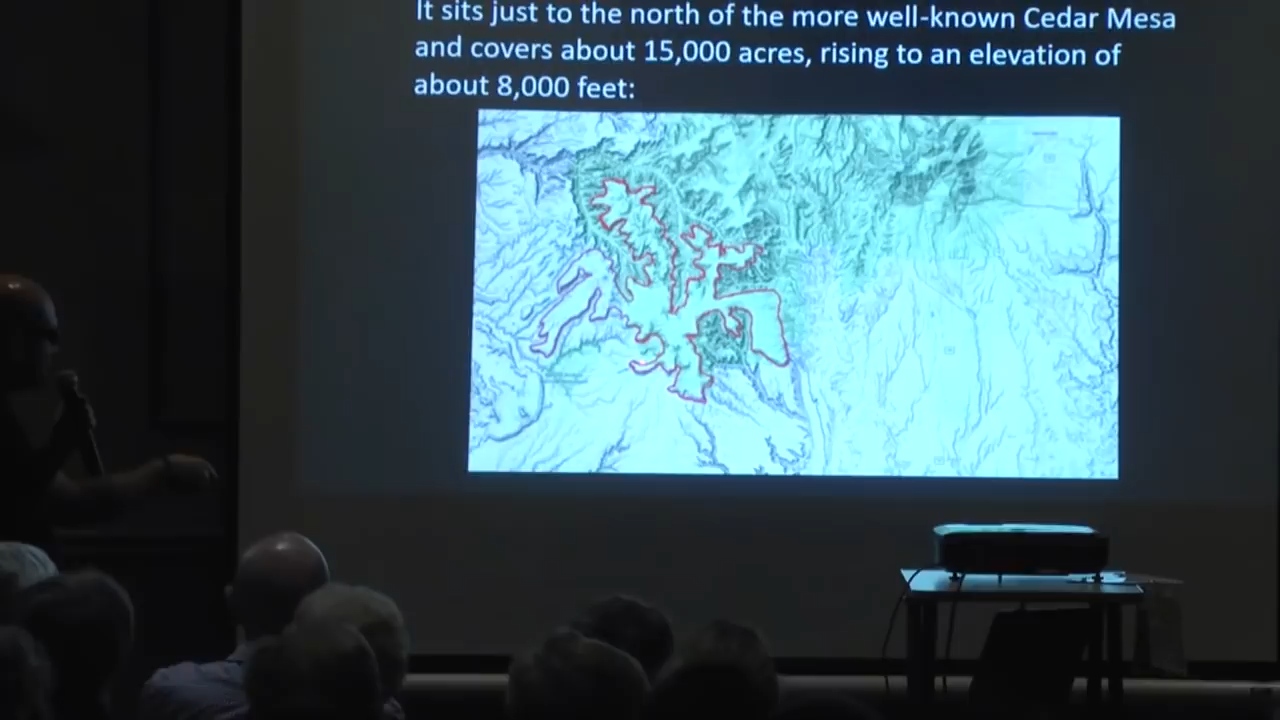 It sits just to the north of the more well-known Cedar Mesa
and covers about 15,000 acres, rising to an elevation of
about 8,000 feet: